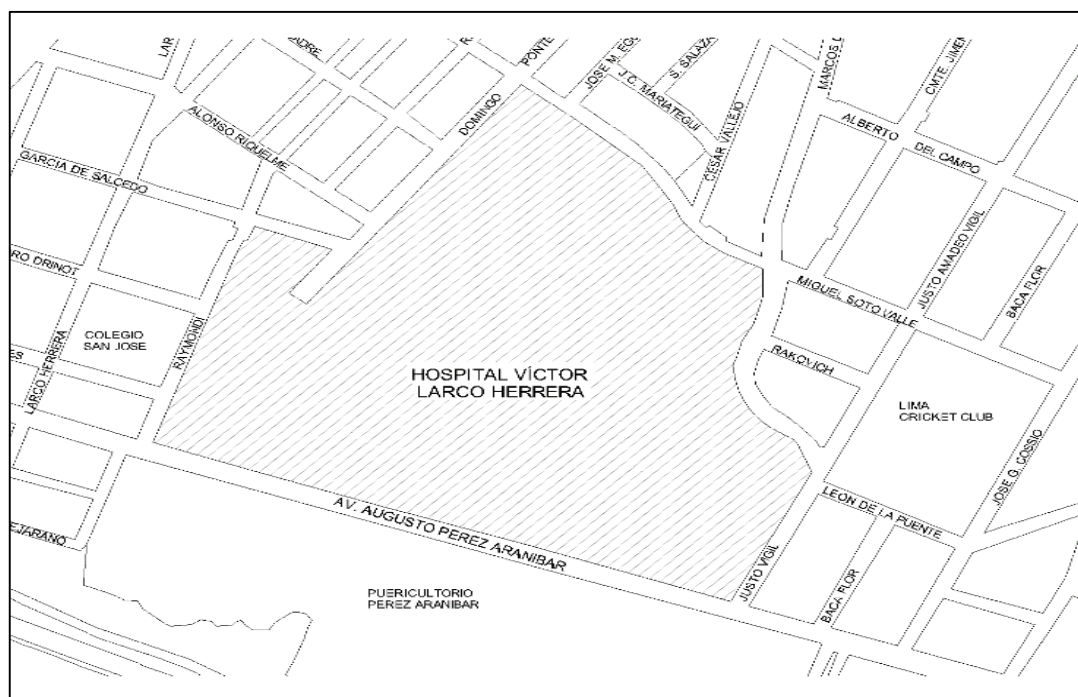 LAR
ADRE
R.
PONTE
JOSE M. EGU
S. SALAZA
J.C. MARIATEGUI
MARCOS D
CMTE. JIMEN
DOMINGO
ALONSO RIQUELME
CESAR VALLEJO
ALBERTO
DEL CAMPO
GARCIA DE SALCEDO
RO DRINOT
MIGUEL SOTO VALLE
JUSTO AMADEO VIGIL
BACA FLOR
COLEGIO
SAN JOSE
RAYMONDI
LARCO HERRERA
ES
RAKOVICH
HOSPITAL VÍCTOR
LARCO HERRERA
LIMA
CRICKET CLUB
JOSE G. COSSIO
LEON DE LA PUENTE
AV. AUGUSTO PEREZ ARANIBAR
EJARANO
JUSTO VIGIL
BACA FLOR
PUERICULTORIO
PEREZ ARANIBAR